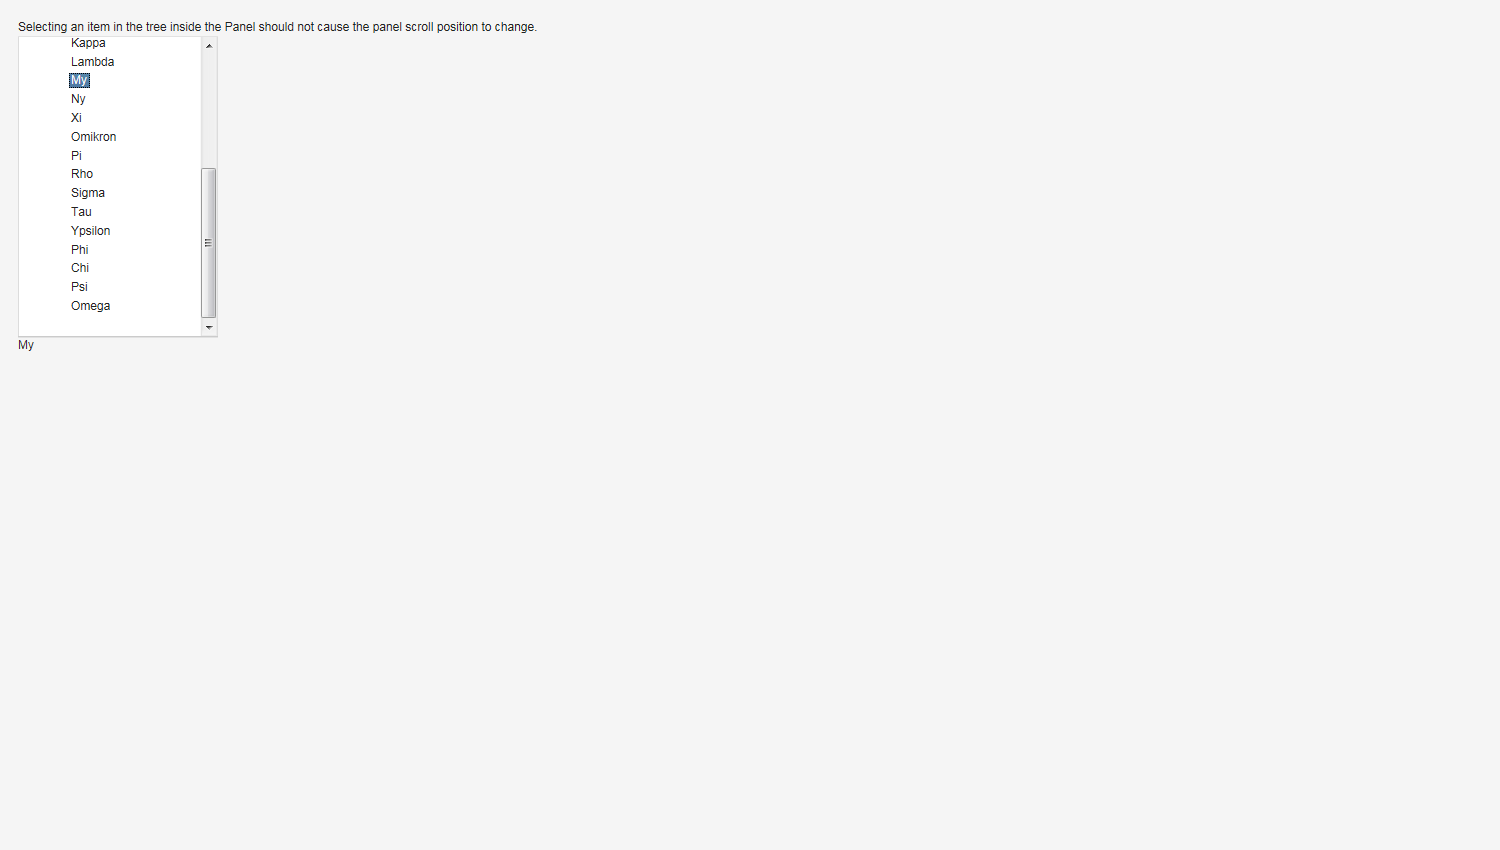 Selecting an item in the tree inside the Panel should not cause the panel scroll position to change.
Kappa
Lambda
My
Ny
Xi
Omikron
Pi
Rho
Sigma
Tau
Ypsilon
Phi
Chi
Psi
Omega
My